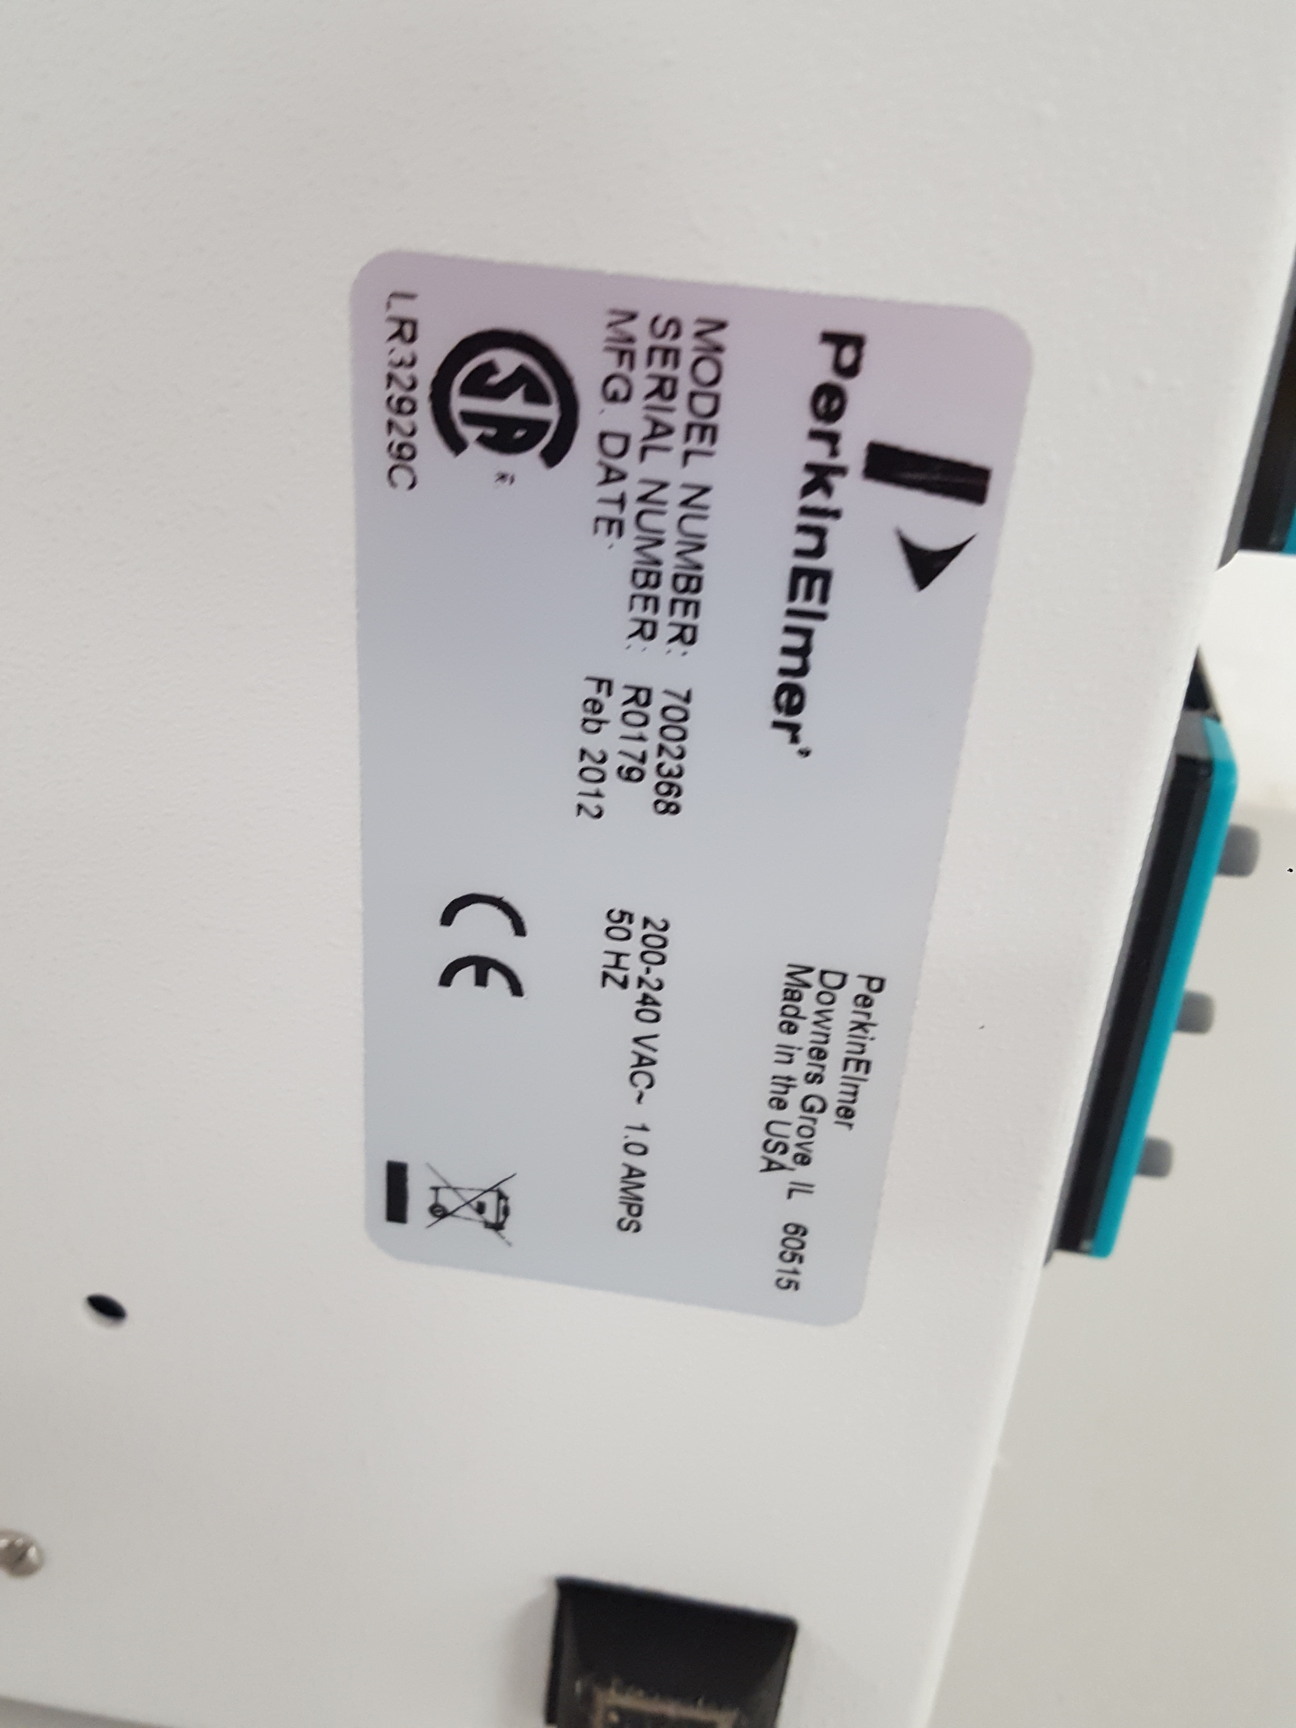 PerkinElmer®
PerkinElmer
Downers Grove, IL 60515
Made in the USA
MODEL NUMBER: 7002368
SERIAL NUMBER: R0179
MFG. DATE: Feb 2012
200-240 VAC~ 1.0 AMPS
50 HZ
SA ®
LR32929C
CE